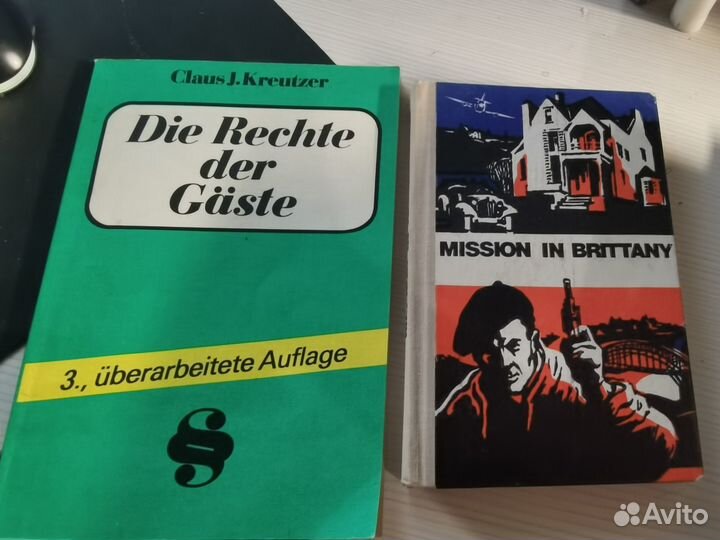 Claus J. Kreutzer
Die Rechte
der
Gäste
3., überarbeitete Auflage
§
MISSION IN BRITTANY
Avito